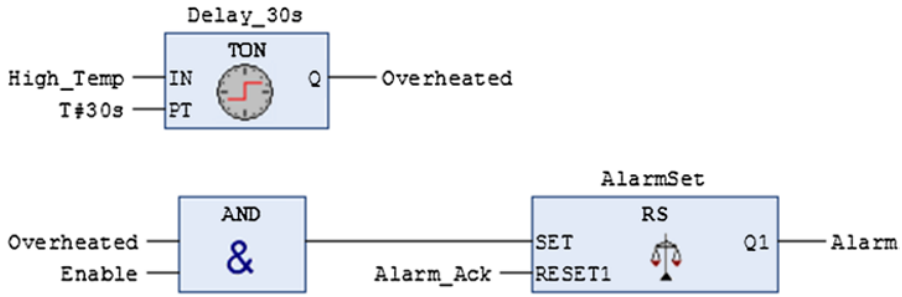 Delay_30s
TON
High_Temp IN Q Overheated
T#30s PT
AlarmSet
AND RS
Overheated & SET Q1 Alarm
Enable Alarm_Ack RESET1